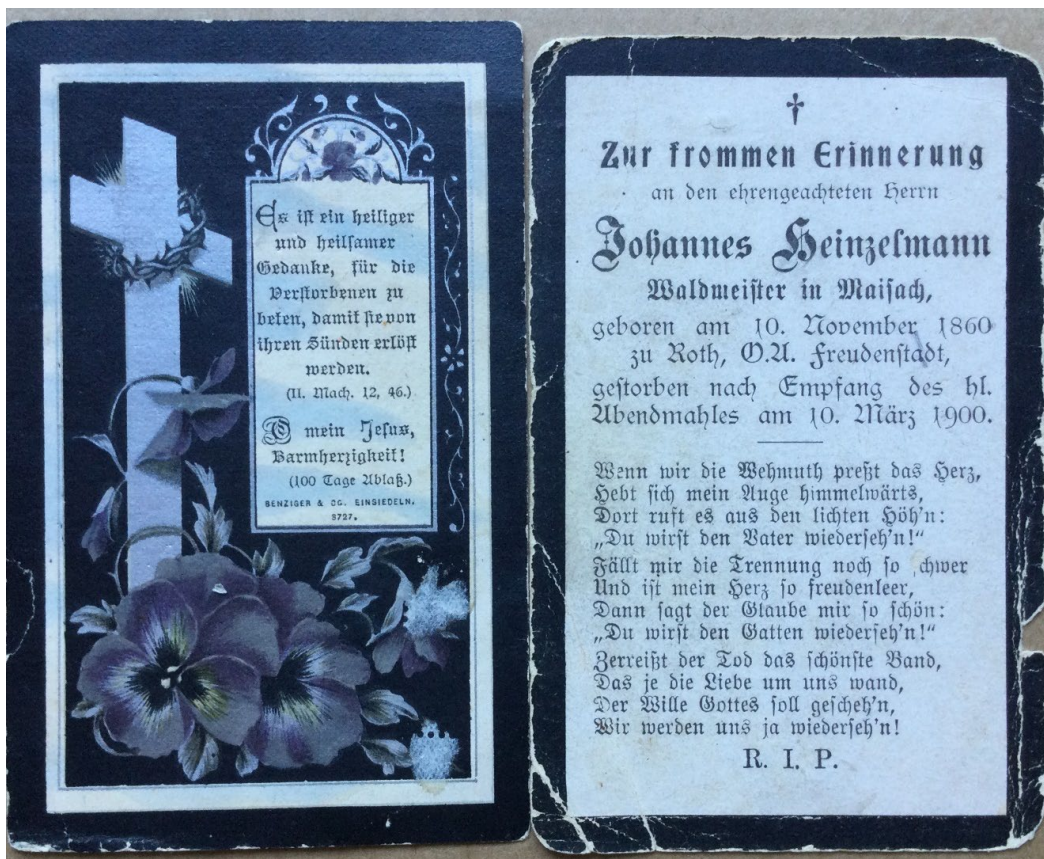 Es ist ein heiliger
und heilsamer
Gedanke, für die
Verstorbenen zu
beten, damit sie von
ihren Sünden erlöst
werden.
(II. Mach. 12, 46.)
O mein Jesus,
Barmherzigkeit!
(100 Tage Ablaß.)
BENZIGER & CO. EINSIEDELN.
8727.
†
Zur frommen Erinnerung
an den ehrengeachteten Herrn
Johannes Heinzelmann
Waldmeister in Maisach,
geboren am 10. November 1860
zu Roth, O.A. Freudenstadt,
gestorben nach Empfang des hl.
Abendmahles am 10. März 1900.
Wenn wir die Wehmuth preßt das Herz,
Hebt sich mein Auge himmelwärts,
Dort ruft es aus den lichten Höh'n:
„Du wirst den Vater wiederseh'n!"
Fällt mir die Trennung noch so schwer
Und ist mein Herz so freudenleer,
Dann sagt der Glaube mir so schön:
„Du wirst den Gatten wiederseh'n!"
Zerreißt der Tod das schönste Band,
Das je die Liebe um uns wand,
Der Wille Gottes soll gescheh'n,
Wir werden uns ja wiederseh'n!
R. I. P.